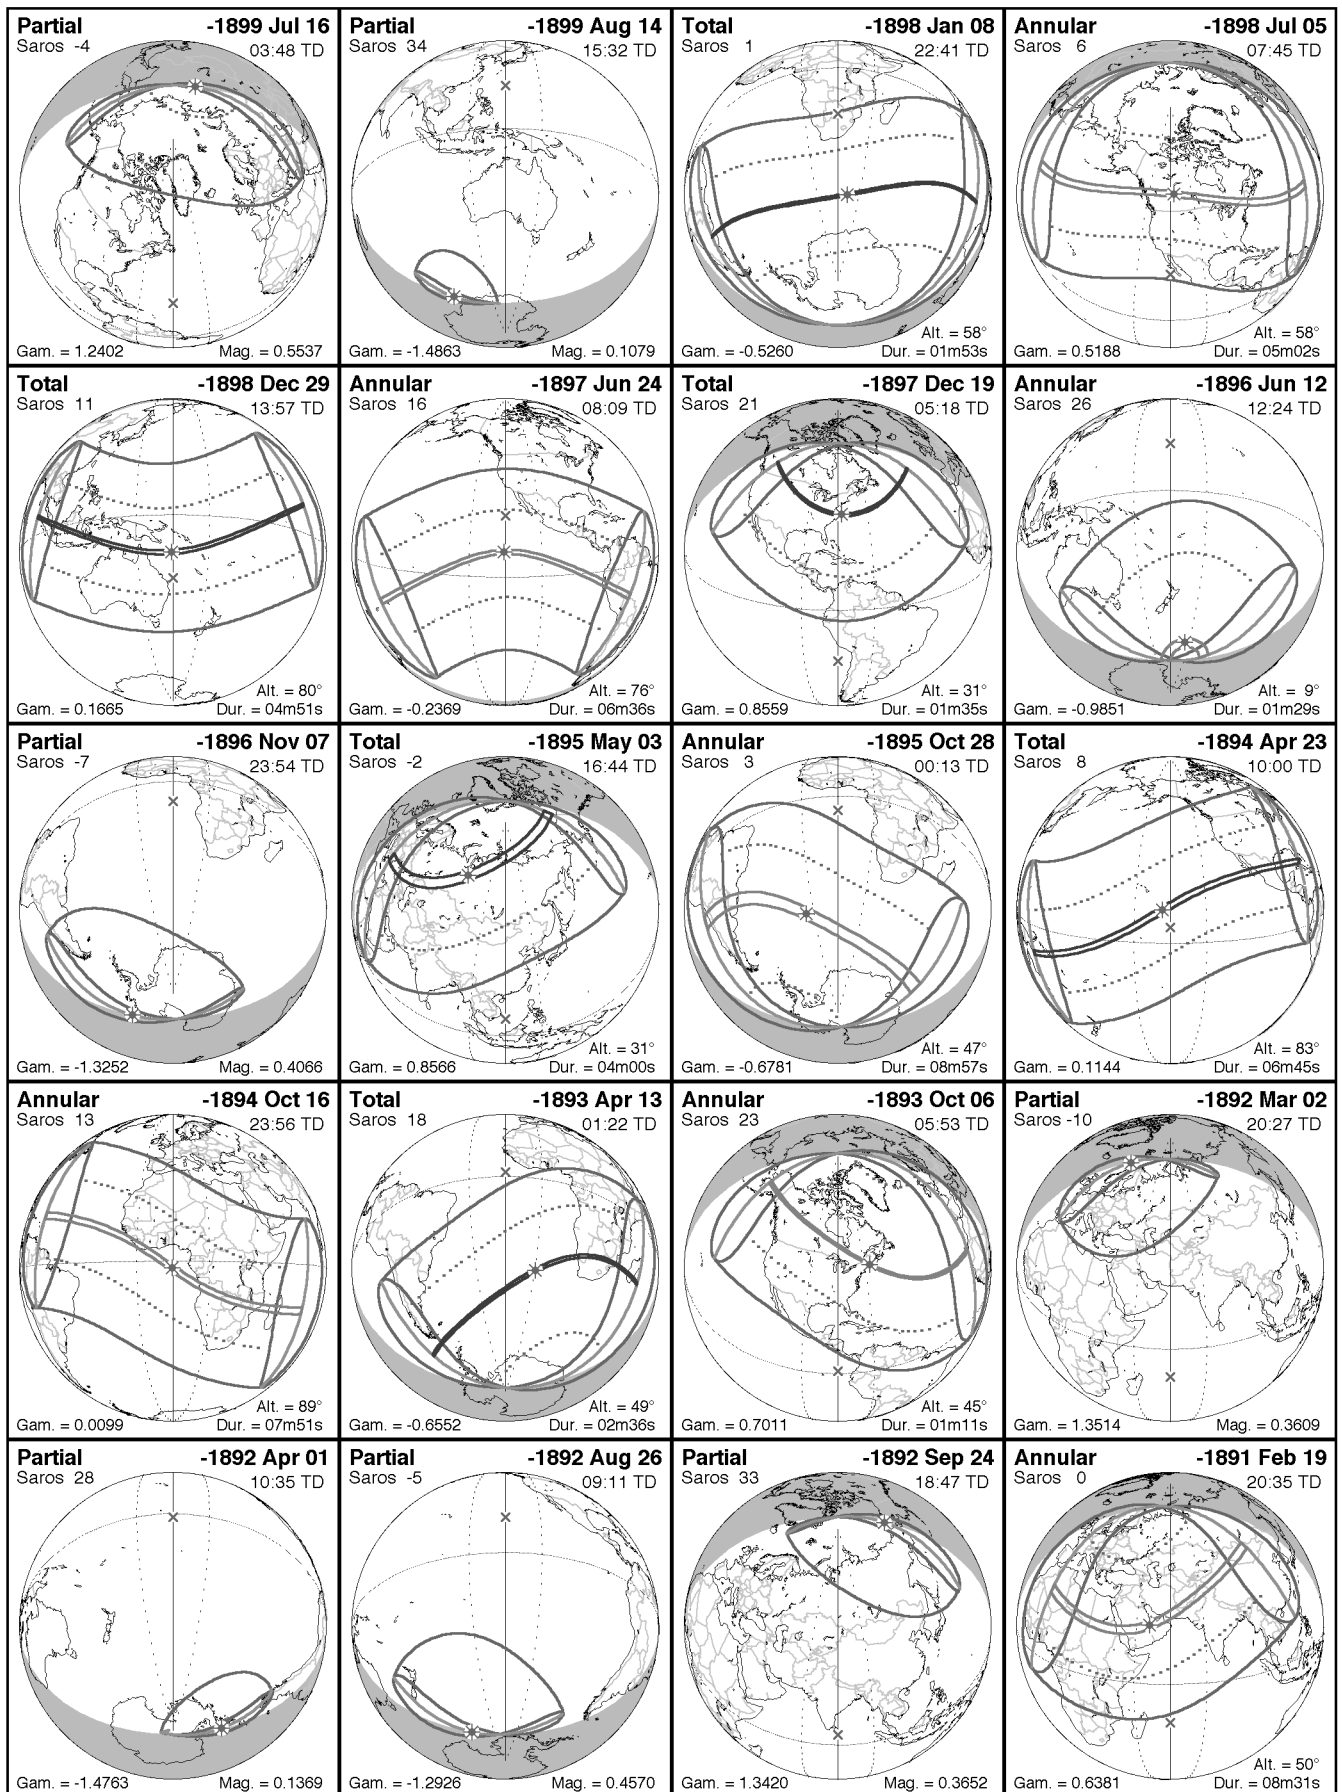 Partial -1899 Jul 16
Saros -4 03:48 TD
Gam. = 1.2402 Mag. = 0.5537
Partial -1899 Aug 14
Saros 34 15:32 TD
Gam. = -1.4863 Mag. = 0.1079
Total -1898 Jan 08
Saros 1 22:41 TD
Alt. = 58°
Gam. = -0.5260 Dur. = 01m53s
Annular -1898 Jul 05
Saros 6 07:45 TD
Alt. = 58°
Gam. = 0.5188 Dur. = 05m02s
Total -1898 Dec 29
Saros 11 13:57 TD
Alt. = 80°
Gam. = 0.1665 Dur. = 04m51s
Annular -1897 Jun 24
Saros 16 08:09 TD
Alt. = 76°
Gam. = -0.2369 Dur. = 06m36s
Total -1897 Dec 19
Saros 21 05:18 TD
Alt. = 31°
Gam. = 0.8559 Dur. = 01m35s
Annular -1896 Jun 12
Saros 26 12:24 TD
Alt. = 9°
Gam. = -0.9851 Dur. = 01m29s
Partial -1896 Nov 07
Saros -7 23:54 TD
Gam. = -1.3252 Mag. = 0.4066
Total -1895 May 03
Saros -2 16:44 TD
Alt. = 31°
Gam. = 0.8566 Dur. = 04m00s
Annular -1895 Oct 28
Saros 3 00:13 TD
Alt. = 47°
Gam. = -0.6781 Dur. = 08m57s
Total -1894 Apr 23
Saros 8 10:00 TD
Alt. = 83°
Gam. = 0.1144 Dur. = 06m45s
Annular -1894 Oct 16
Saros 13 23:56 TD
Alt. = 89°
Gam. = 0.0099 Dur. = 07m51s
Total -1893 Apr 13
Saros 18 01:22 TD
Alt. = 49°
Gam. = -0.6552 Dur. = 02m36s
Annular -1893 Oct 06
Saros 23 05:53 TD
Alt. = 45°
Gam. = 0.7011 Dur. = 01m11s
Partial -1892 Mar 02
Saros -10 20:27 TD
Gam. = 1.3514 Mag. = 0.3609
Partial -1892 Apr 01
Saros 28 10:35 TD
Gam. = -1.4763 Mag. = 0.1369
Partial -1892 Aug 26
Saros -5 09:11 TD
Gam. = -1.2926 Mag. = 0.4570
Partial -1892 Sep 24
Saros 33 18:47 TD
Gam. = 1.3420 Mag. = 0.3652
Annular -1891 Feb 19
Saros 0 20:35 TD
Alt. = 50°
Gam. = 0.6381 Dur. = 08m31s